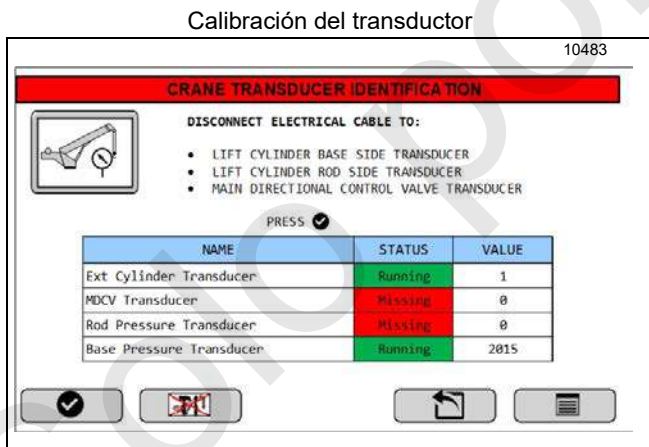 Calibración del transductor
10483
CRANE TRANSDUCER IDENTIFICATION
DISCONNECT ELECTRICAL CABLE TO:
• LIFT CYLINDER BASE SIDE TRANSDUCER
• LIFT CYLINDER ROD SIDE TRANSDUCER
• MAIN DIRECTIONAL CONTROL VALVE TRANSDUCER
PRESS
NAME STATUS VALUE
Ext Cylinder Transducer Running 1
MDCV Transducer Missing 0
Rod Pressure Transducer Missing 0
Base Pressure Transducer Running 2015